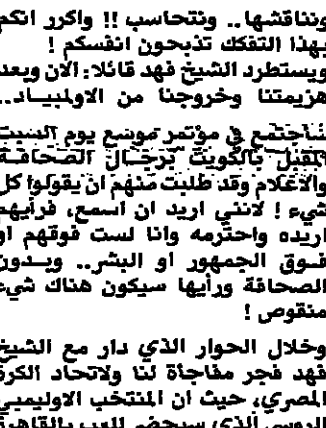 ونناقشها.. ونتحاسب !! واكرر انكم
بهذا التفكك تذبحون انفسكم !
ويستطرد الشيخ فهد قائلا: الان وبعد
هزيمتنا وخروجنا من الاولمبياد..
سأجتمع في مؤتمر موسع يوم السبت
المقبل بالكويت برجال الصحافة
والاعلام وقد طلبت منهم ان يقولوا كل
شيء ! لانني اريد ان اسمع، فرأيهم
اريده واحترمه وانا لست فوقهم او
فوق الجمهور او البشر.. وبدون
الصحافة ورأيها سيكون هناك شيء
منقوص !
وخلال الحوار الذي دار مع الشيخ
فهد فجر مفاجأة لنا ولاتحاد الكرة
المصري، حيث ان المنتخب الاوليمبي
الروسي الذي سيحضر للعب بالقاهرة